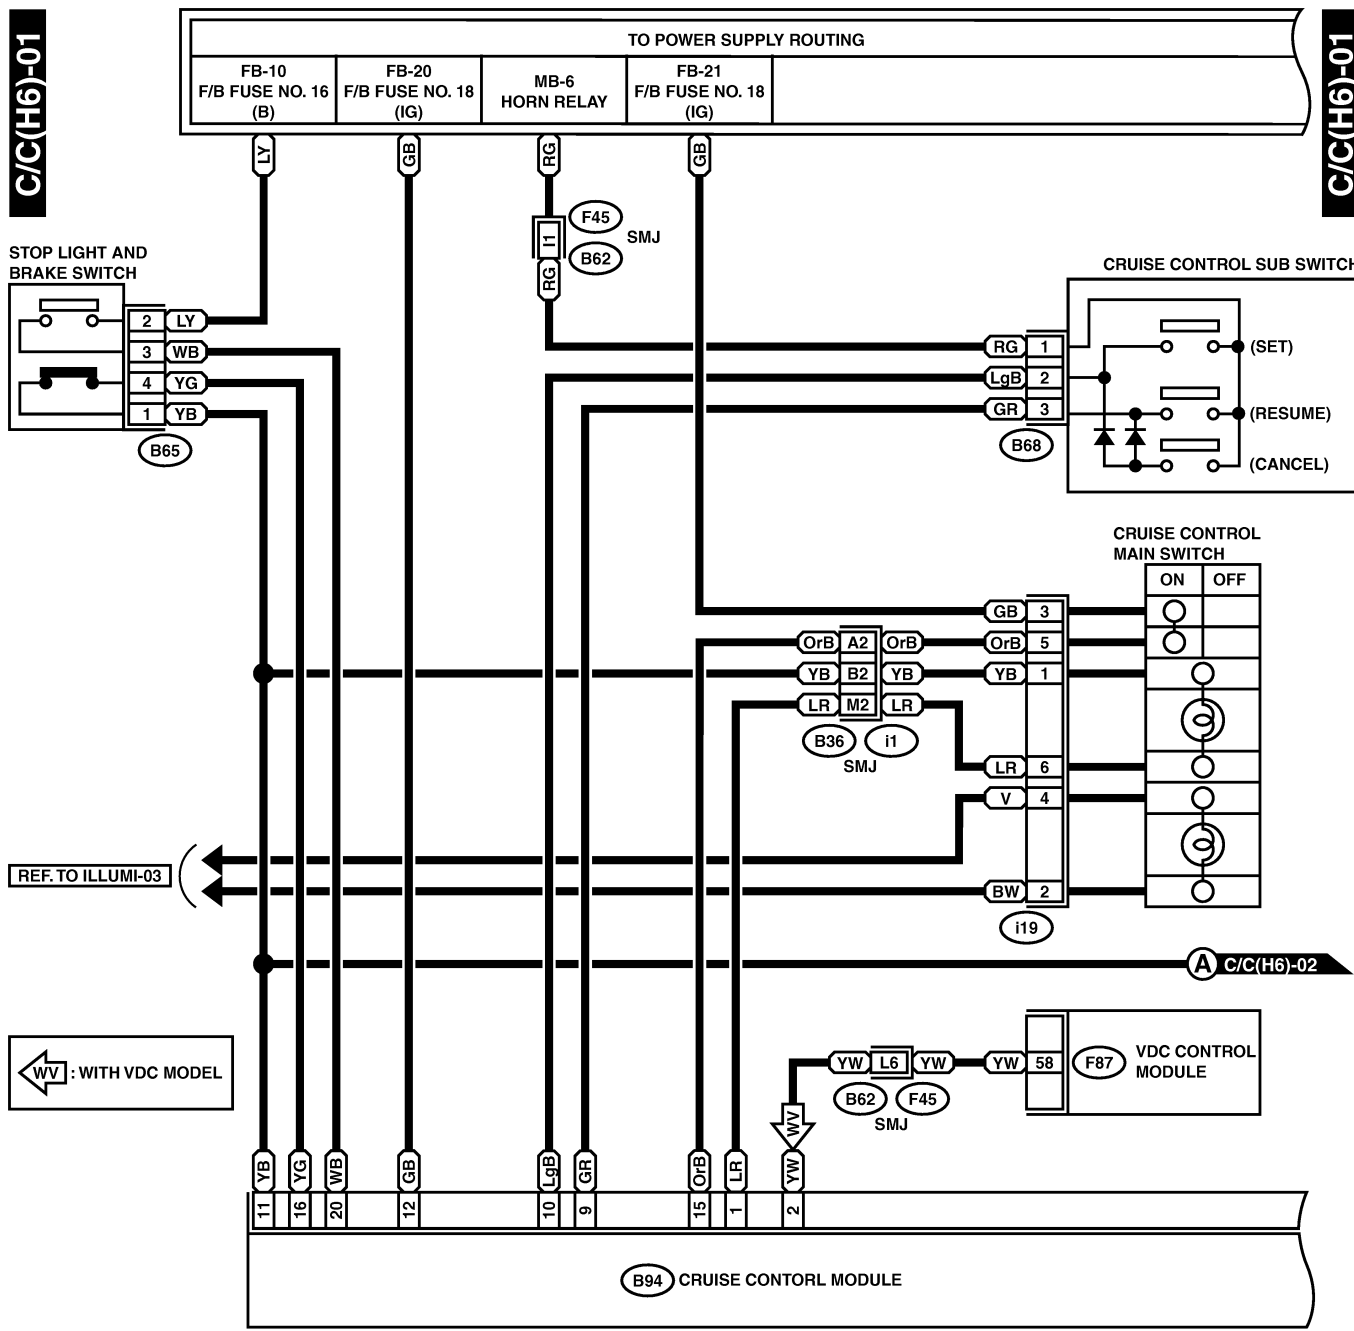 C/C(H6)-01
C/C(H6)-01
TO POWER SUPPLY ROUTING
FB-10
F/B FUSE NO. 16
(B)
FB-20
F/B FUSE NO. 18
(IG)
MB-6
HORN RELAY
FB-21
F/B FUSE NO. 18
(IG)
LY
GB
RG
GB
I1
F45
B62
SMJ
RG
STOP LIGHT AND
BRAKE SWITCH
2 LY
3 WB
4 YG
1 YB
B65
CRUISE CONTROL SUB SWITCH
RG 1
LgB 2
GR 3
B68
(SET)
(RESUME)
(CANCEL)
CRUISE CONTROL
MAIN SWITCH
ON OFF
GB 3
OrB A2 OrB OrB 5
YB B2 YB YB 1
LR M2 LR
B36 i1
SMJ
LR 6
V 4
BW 2
i19
REF. TO ILLUMI-03
A C/C(H6)-02
WV : WITH VDC MODEL
YW L6 YW YW 58
F87
VDC CONTROL
MODULE
B62 F45
SMJ
WV
YB YG WB GB LgB GR OrB LR YW
11 16 20 12 10 9 15 1 2
B94 CRUISE CONTORL MODULE